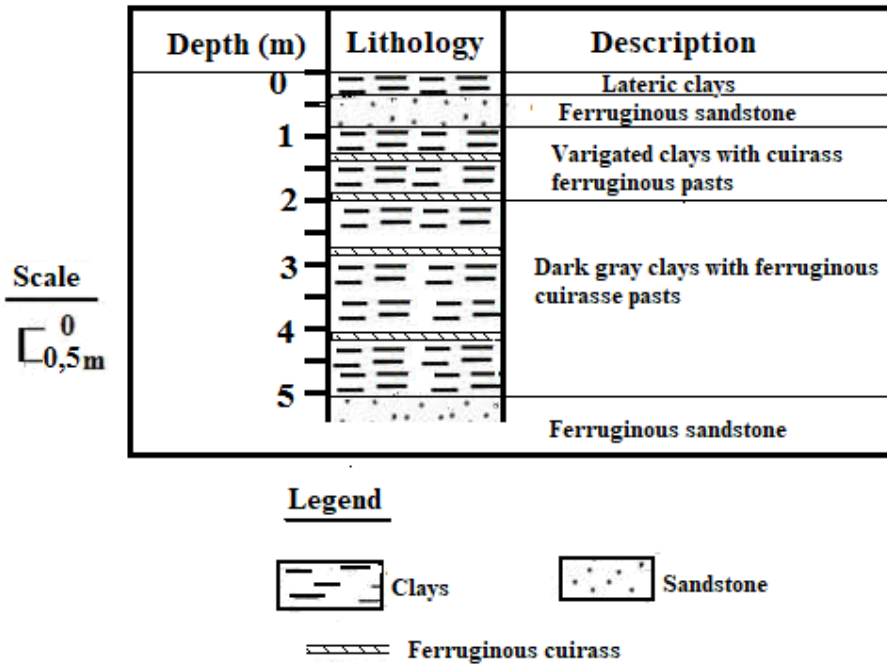 Depth (m) Lithology Description
0 Lateric clays
Ferruginous sandstone
1
Varigated clays with cuirass
ferruginous pasts
2
3 Dark gray clays with ferruginous
cuirasse pasts
4
5
Ferruginous sandstone
Scale
0
0,5 m
Legend
Clays Sandstone
Ferruginous cuirass